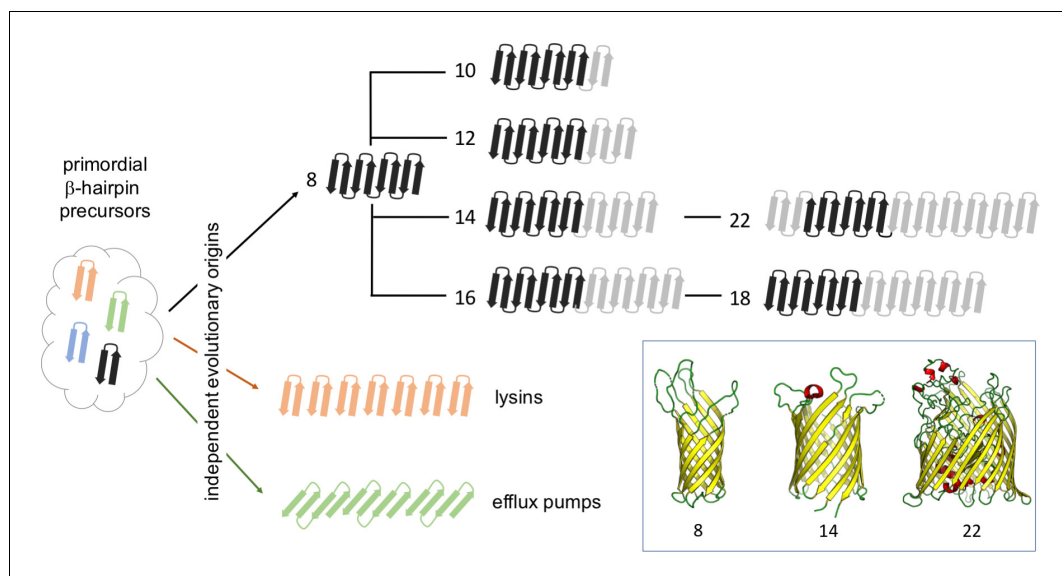 primordial
β-hairpin
precursors
independent evolutionary origins
8
10
12
14
22
16
18
lysins
efflux pumps
8
14
22